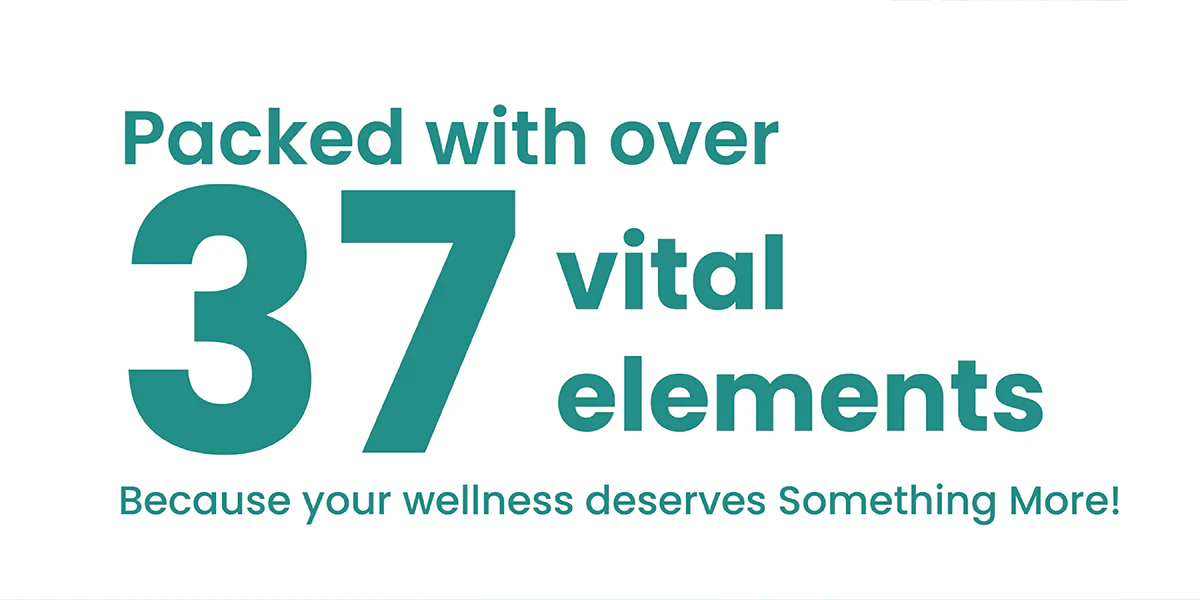 Packed with over
37 vital
elements
Because your wellness deserves Something More!